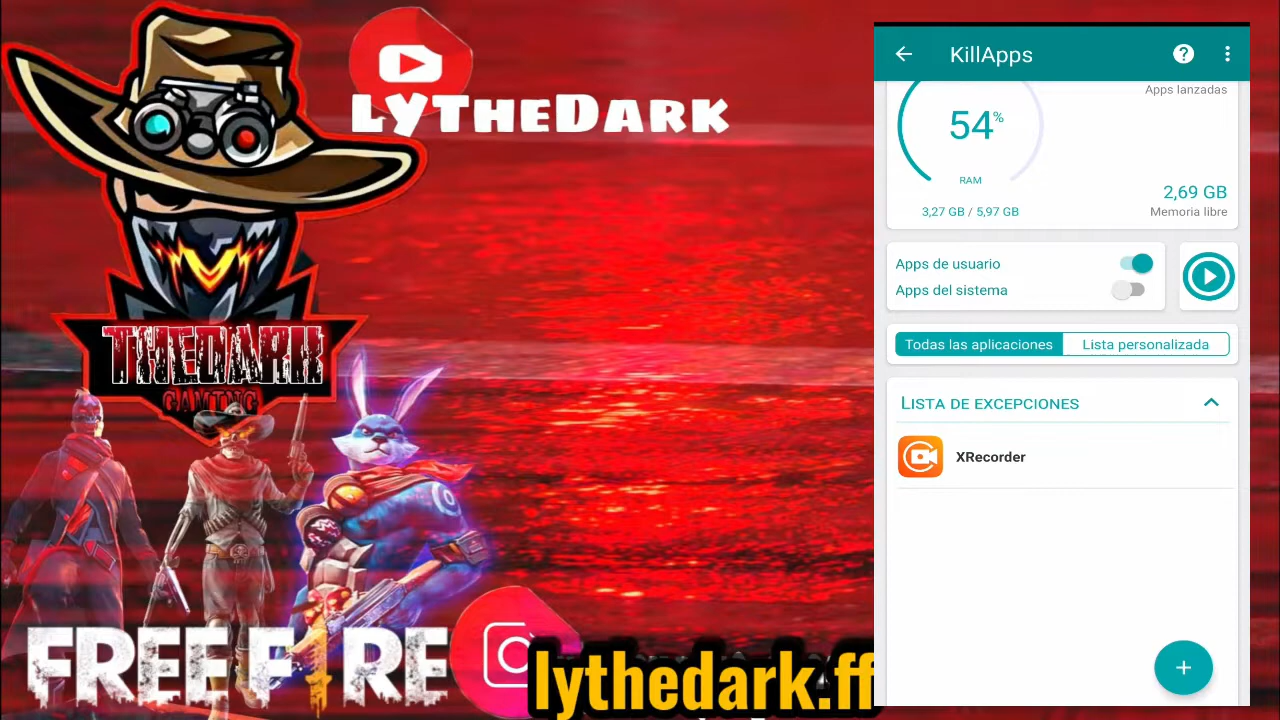 LYTHEDARK
THEDARK
GAMING
FREE FIRE
lythedark.ff
KillApps
Apps lanzadas
54%
RAM
3,27 GB / 5,97 GB
2,69 GB
Memoria libre
Apps de usuario
Apps del sistema
Todas las aplicaciones
Lista personalizada
LISTA DE EXCEPCIONES
XRecorder